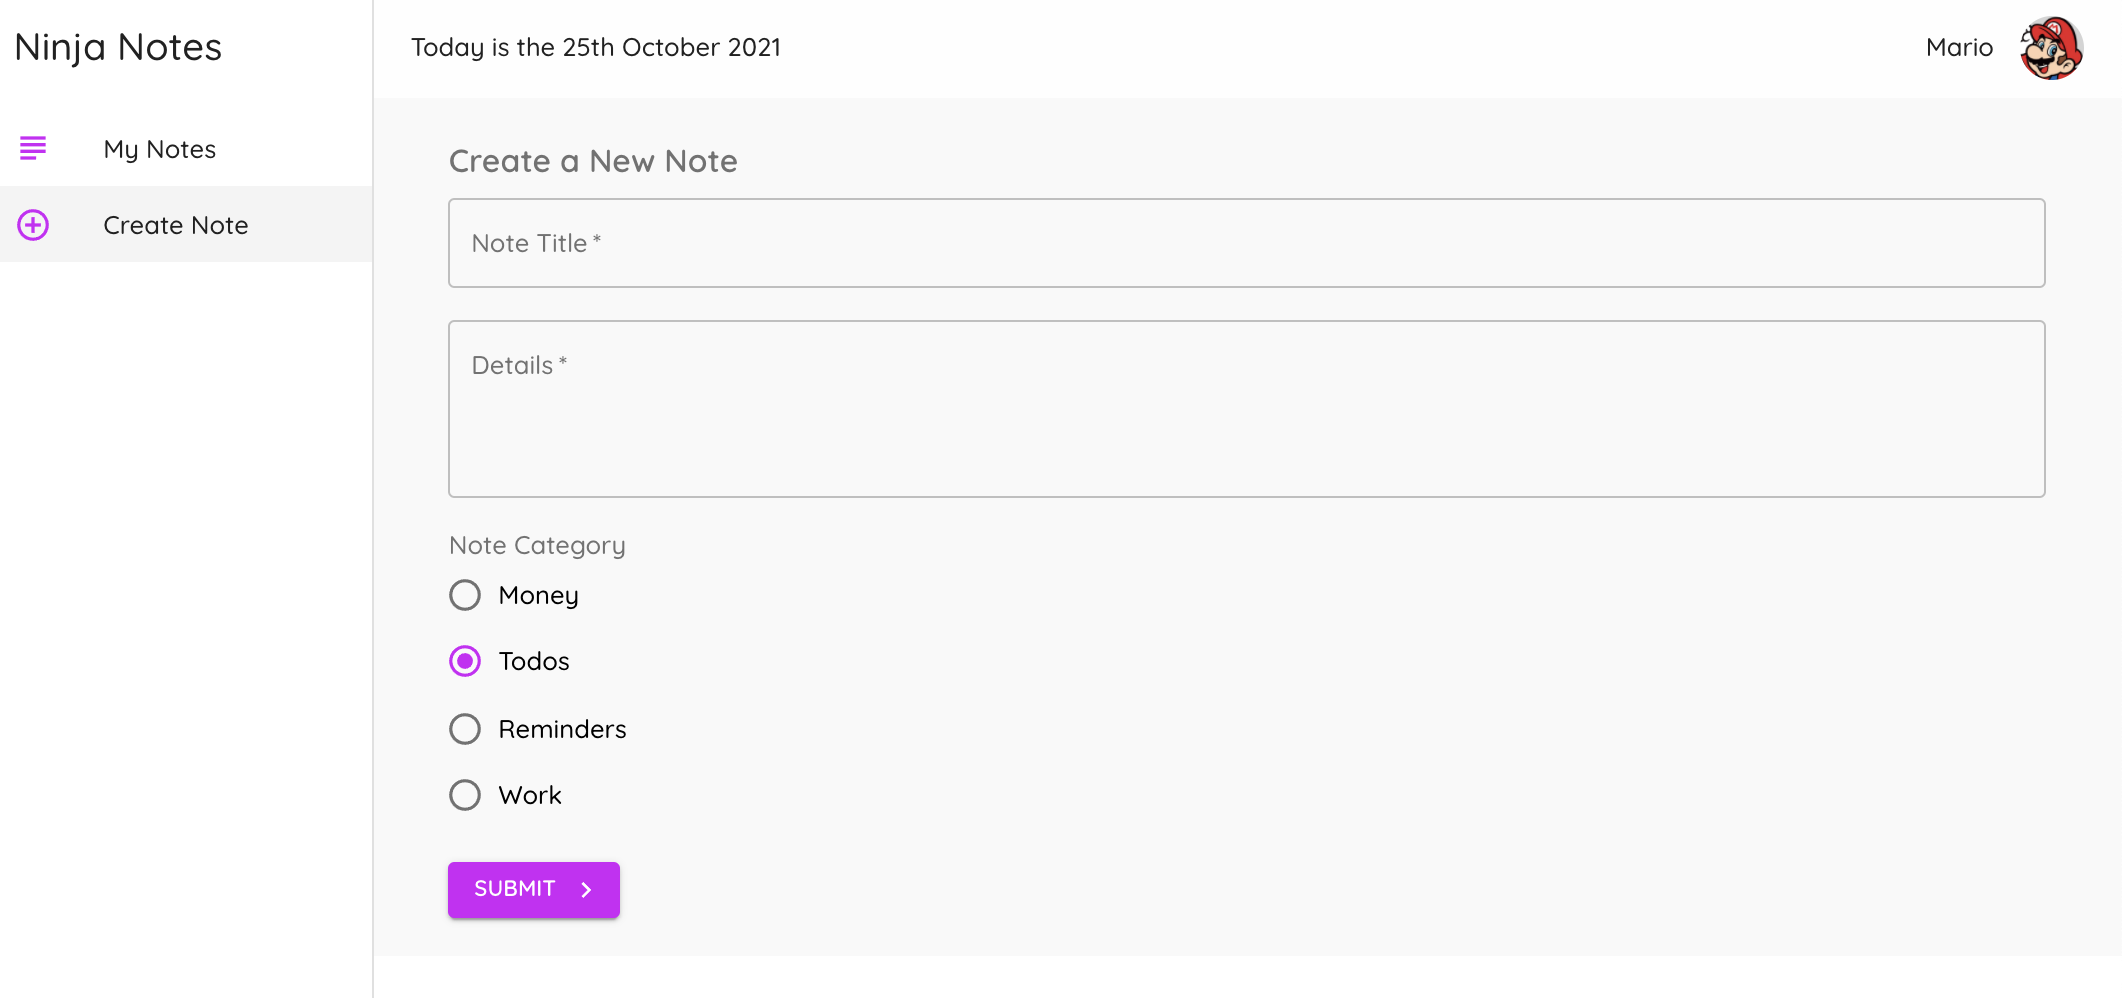 Ninja Notes
My Notes
Create Note
Today is the 25th October 2021
Mario
Create a New Note
Note Title *
Details *
Note Category
Money
Todos
Reminders
Work
SUBMIT